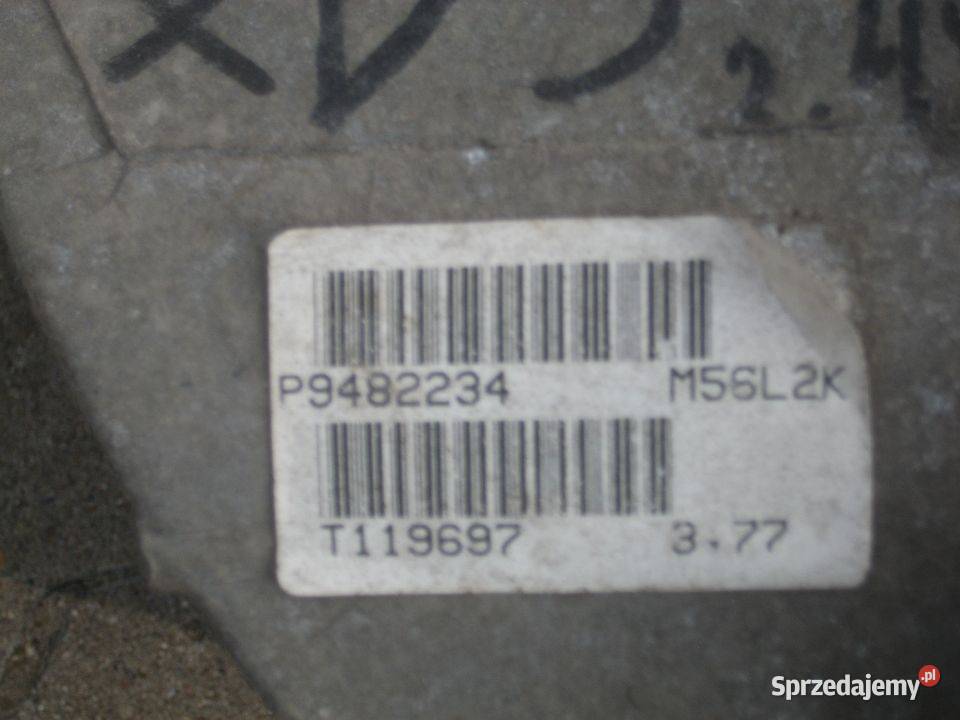 P9482234 M56L2K
T119697 3.77
Sprzedajemy.pl